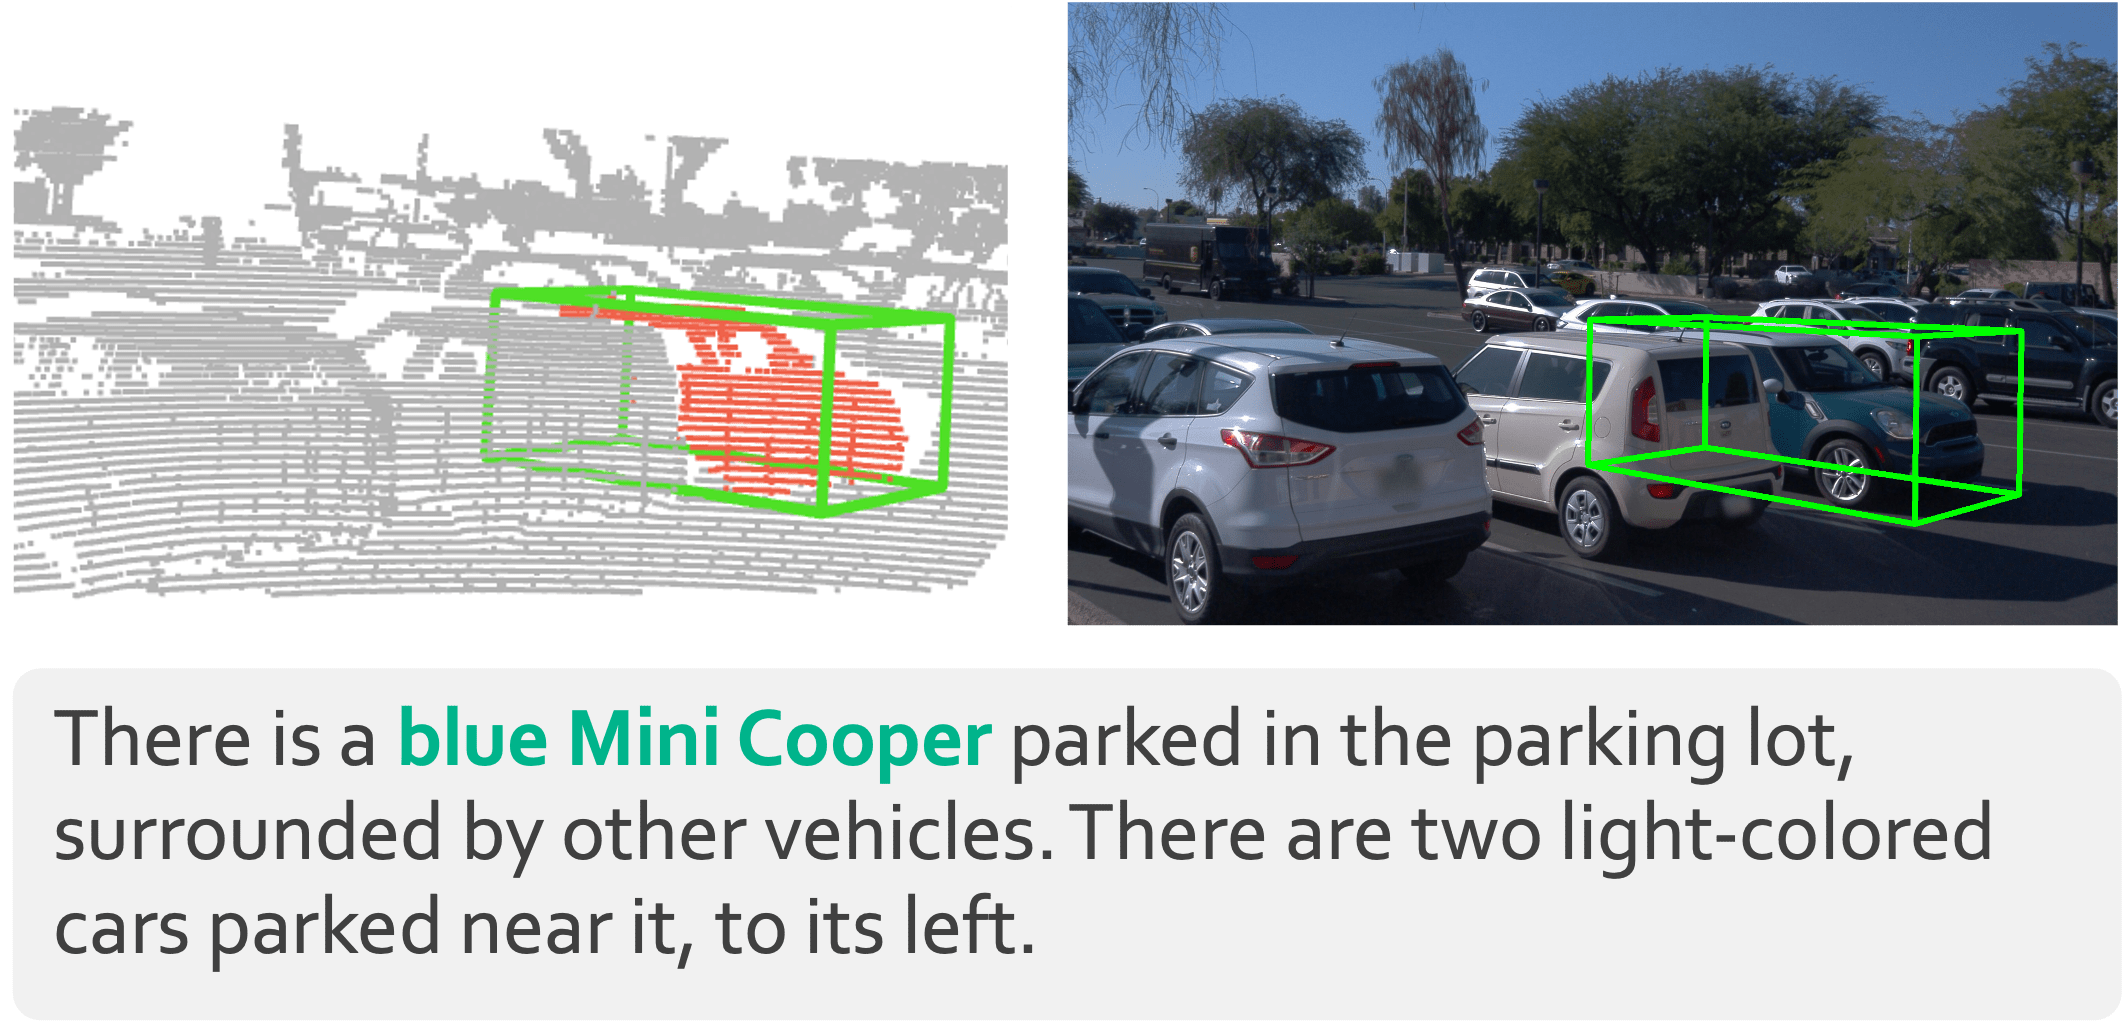 There is a blue Mini Cooper parked in the parking lot,
surrounded by other vehicles. There are two light-colored
cars parked near it, to its left.